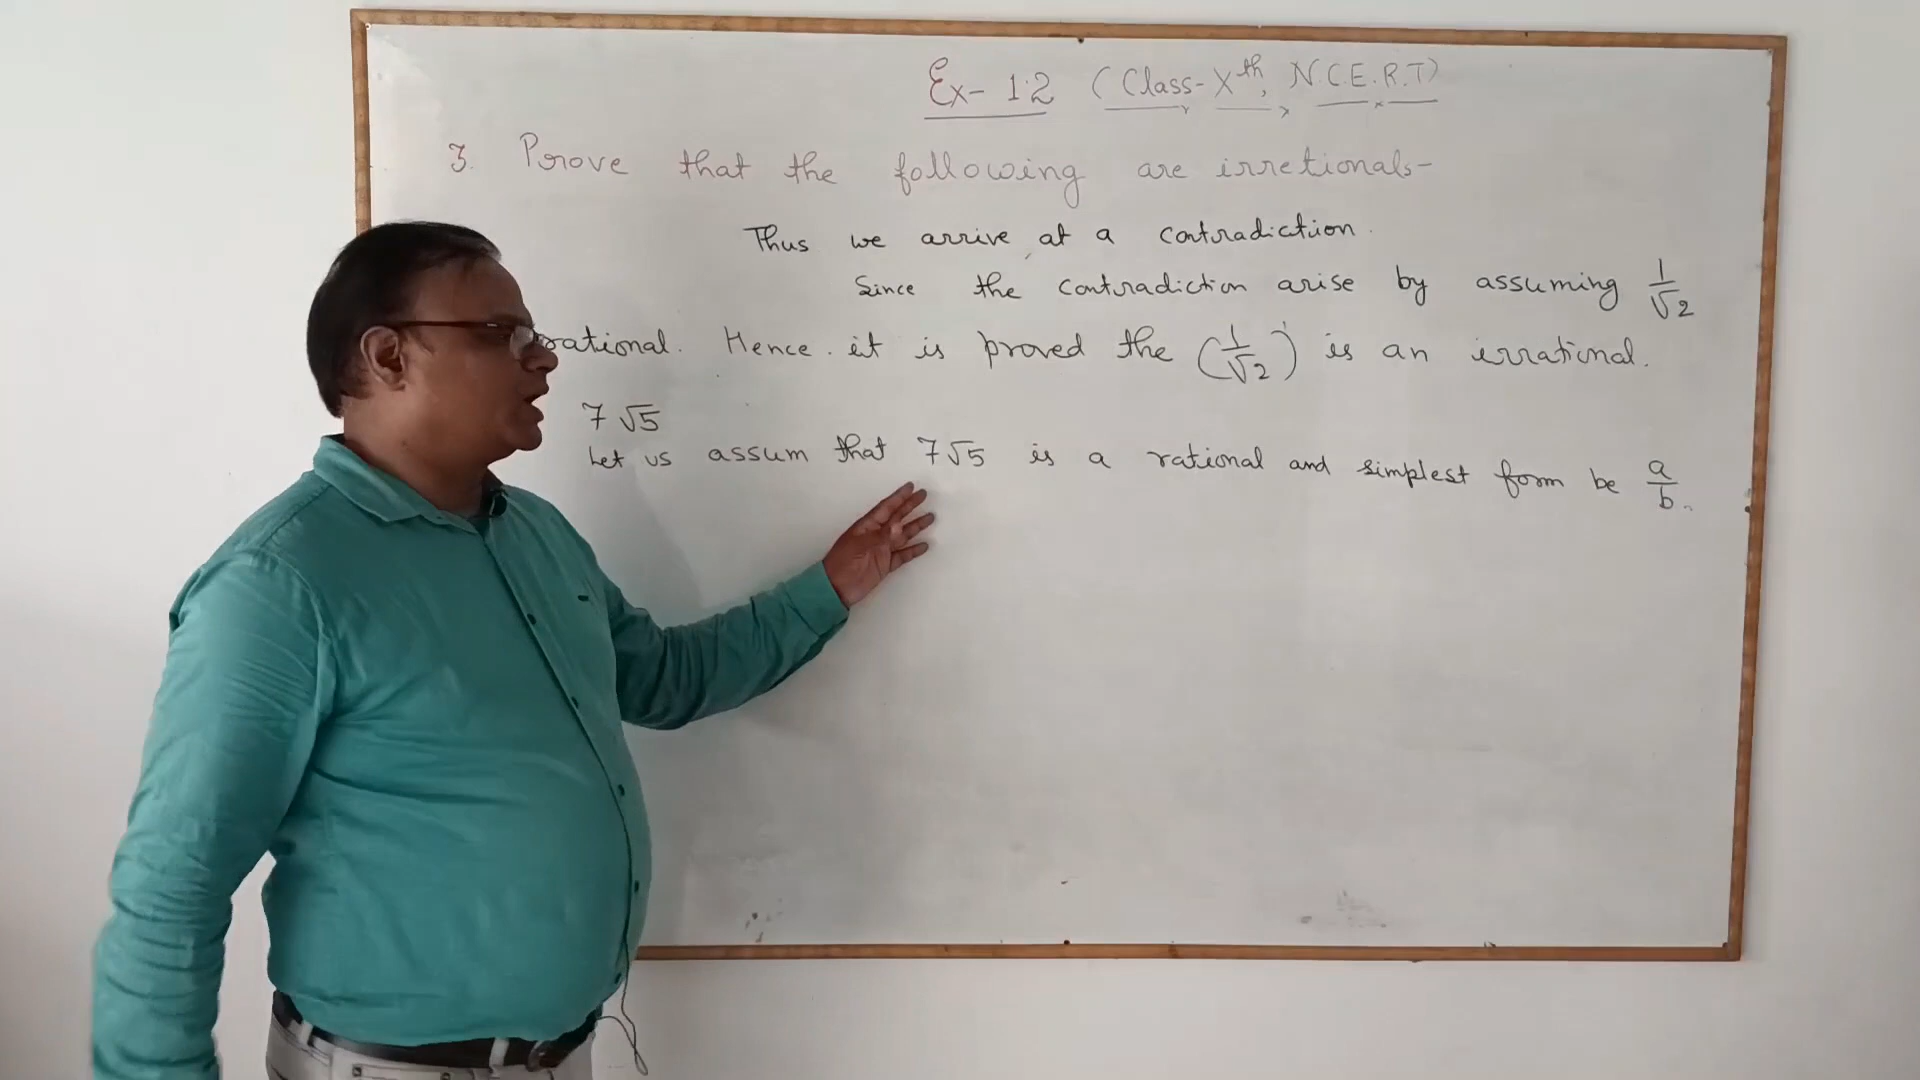 Ex- 1.2 (Class- Xth, N.C.E.R.T)
3. Prove that the following are irretionals-
Thus we arrive at a contradiction.
Since the contradiction arise by assuming 1/√2
rational. Hence it is proved the (1/√2) is an irrational.
7√5
Let us assum that 7√5 is a rational and simplest form be a/b.